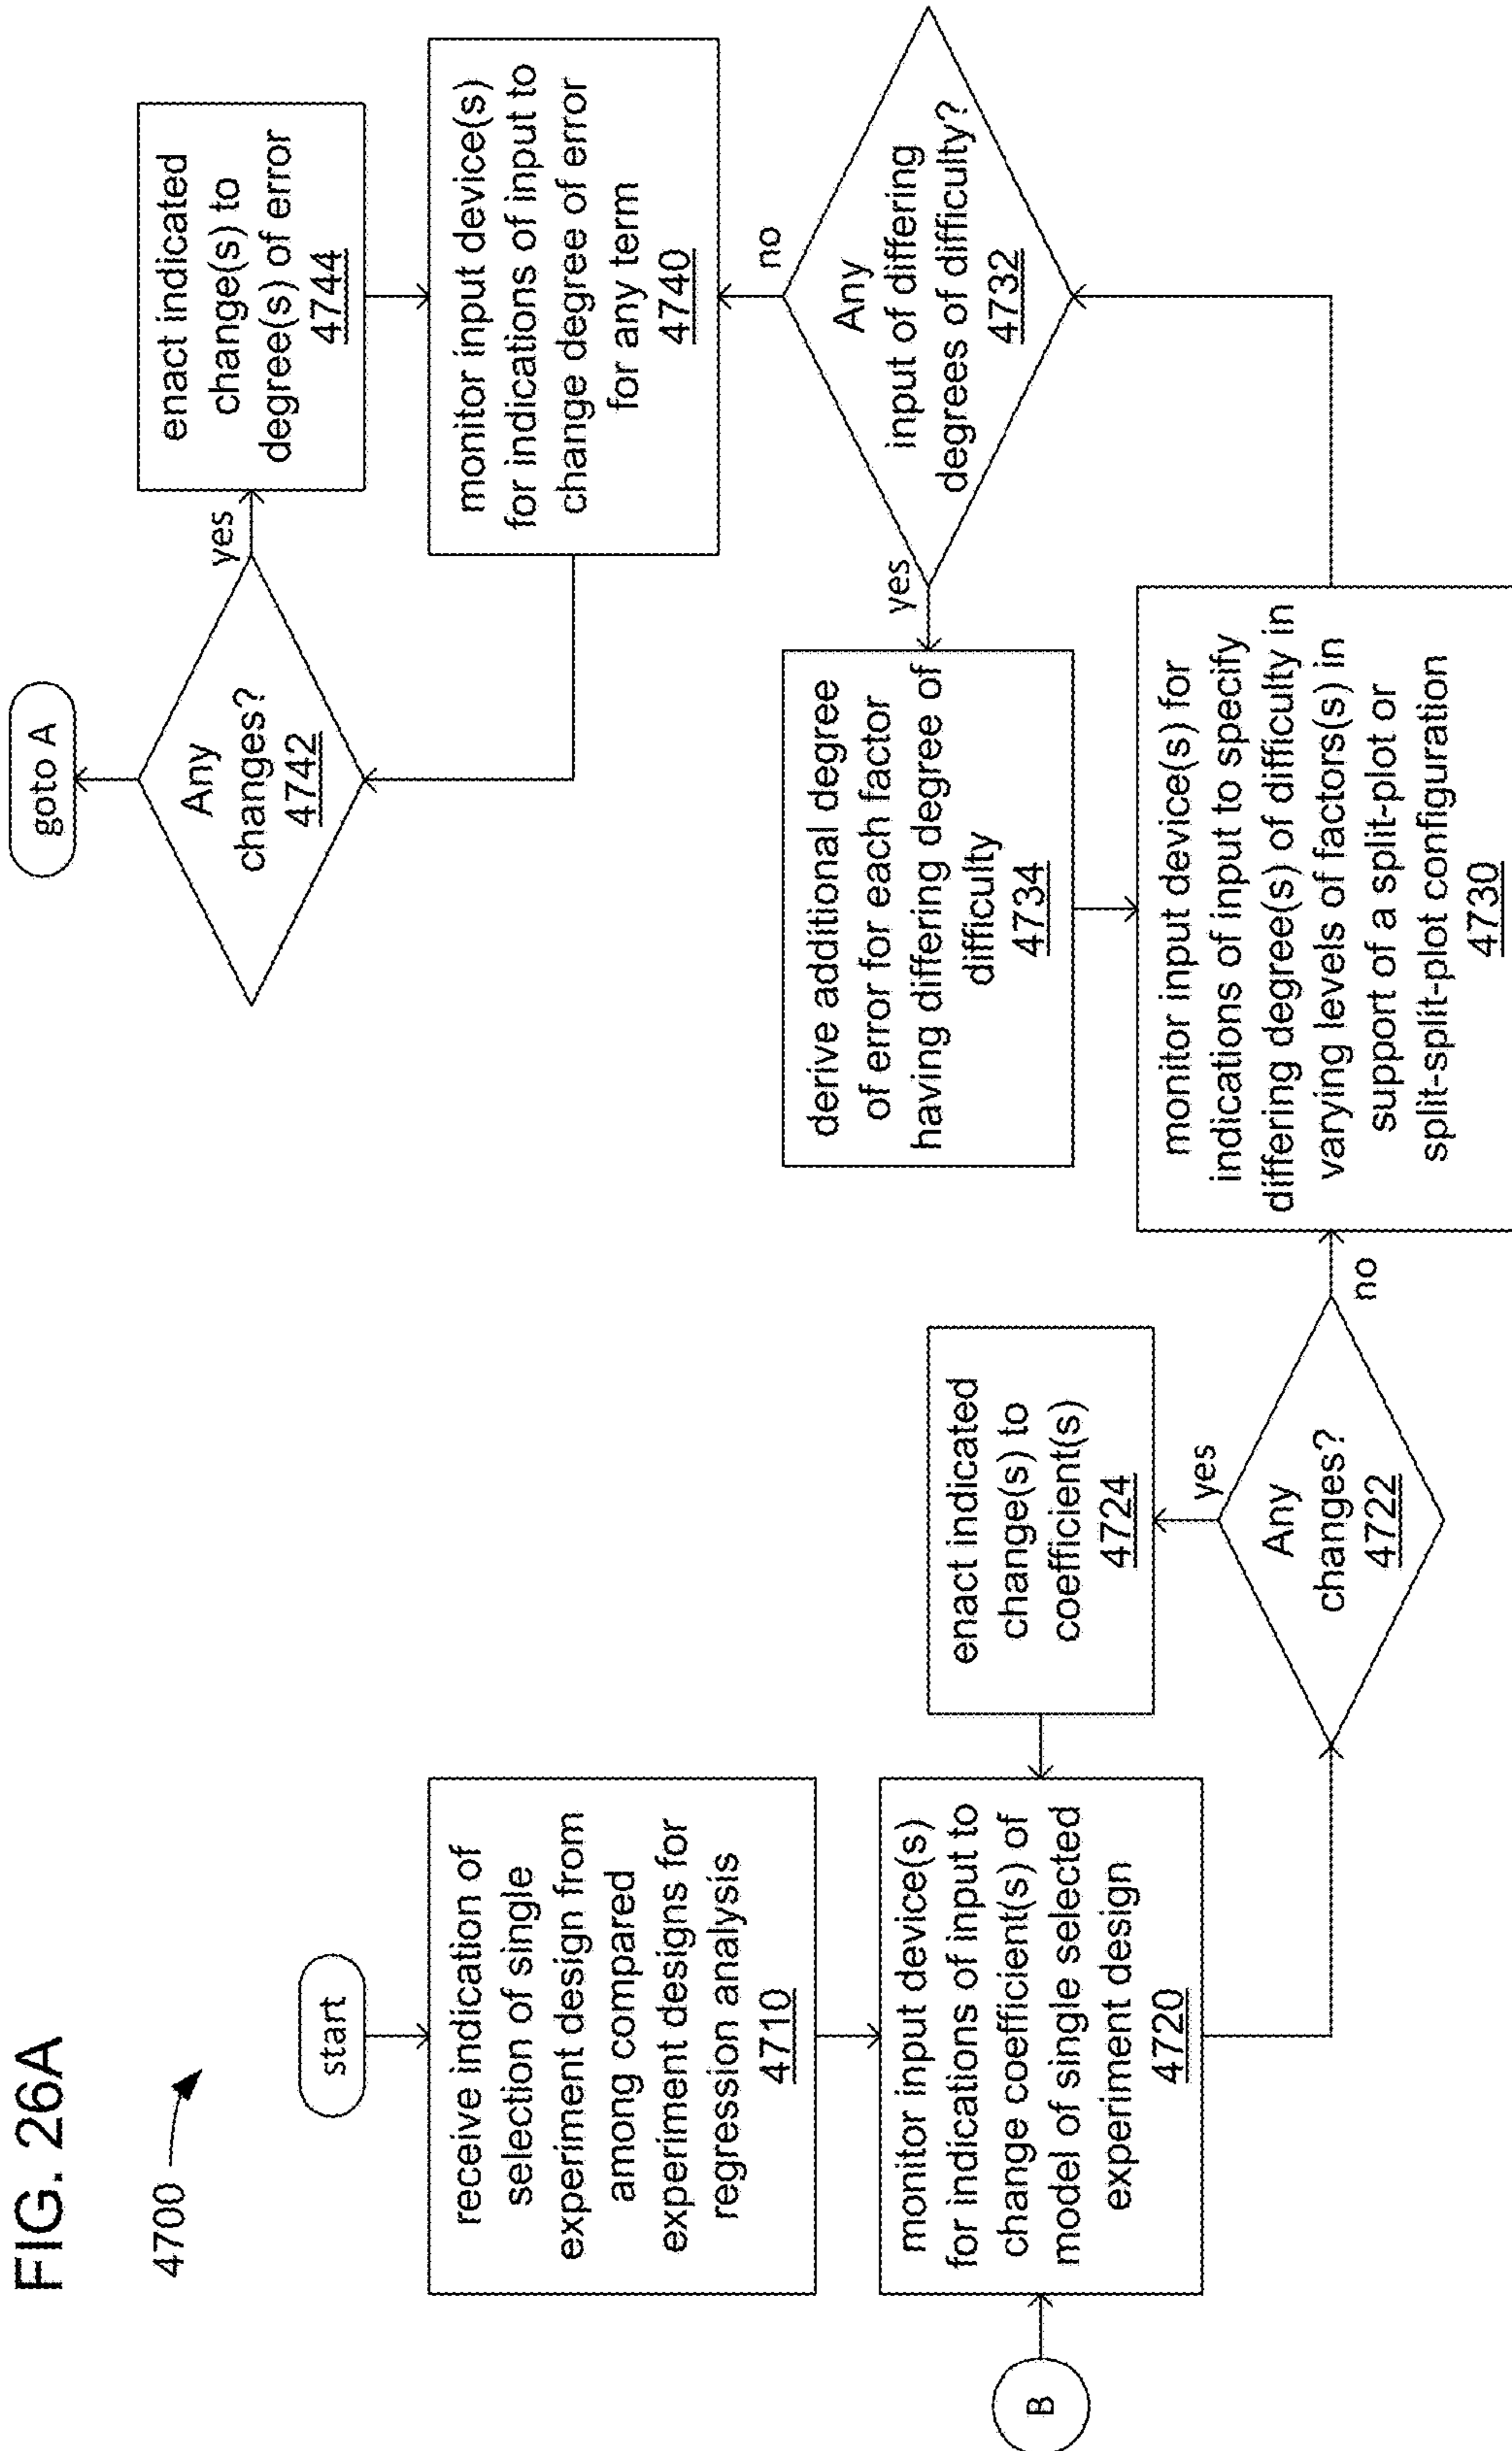 FIG. 26A
4700
start
receive indication of
selection of single
experiment design from
among compared
experiment designs for
regression analysis
4710
B
monitor input device(s)
for indications of input to
change coefficient(s) of
model of single selected
experiment design
4720
enact indicated
change(s) to
coefficient(s)
4724
yes
Any
changes?
4722
no
monitor input device(s) for
indications of input to specify
differing degree(s) of difficulty in
varying levels of factors(s) in
support of a split-plot or
split-split-plot configuration
4730
derive additional degree
of error for each factor
having differing degree of
difficulty
4734
yes
Any
input of differing
degrees of difficulty?
4732
no
monitor input device(s)
for indications of input to
change degree of error
for any term
4740
enact indicated
change(s) to
degree(s) of error
4744
yes
Any
changes?
4742
goto A